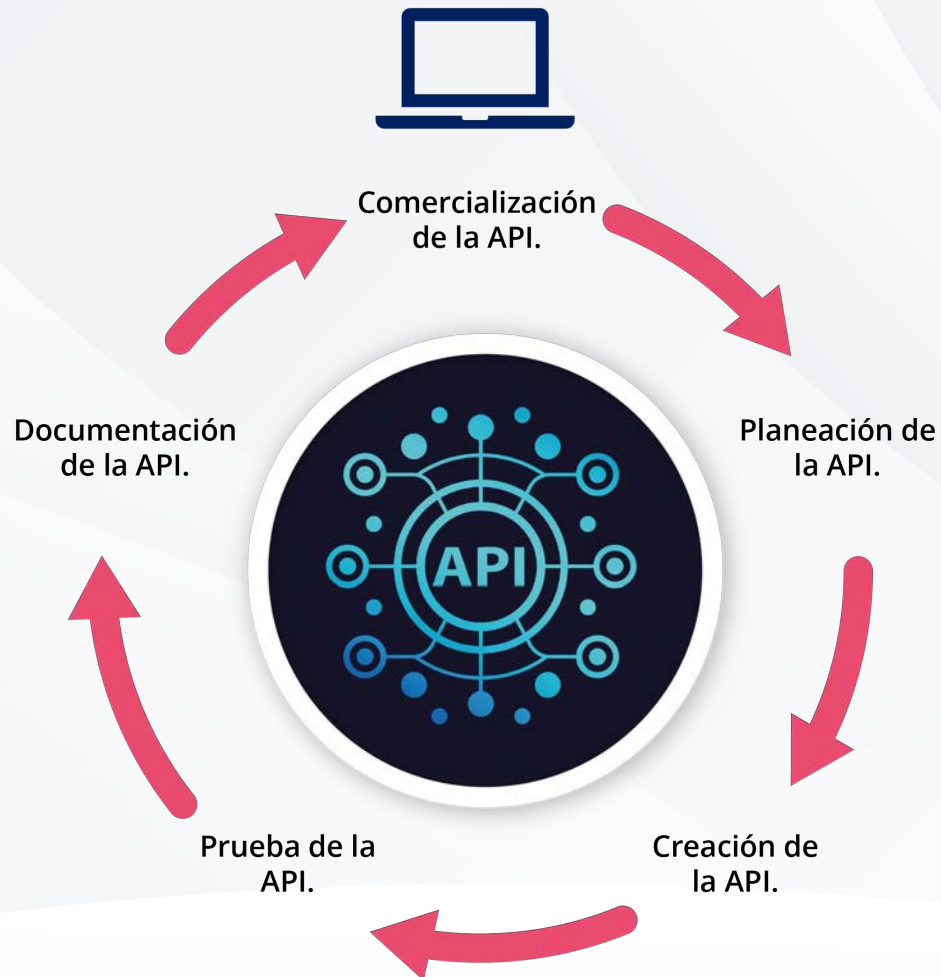 Comercialización
de la API.
Planeación de
la API.
Creación de
la API.
Prueba de la
API.
Documentación
de la API.
API